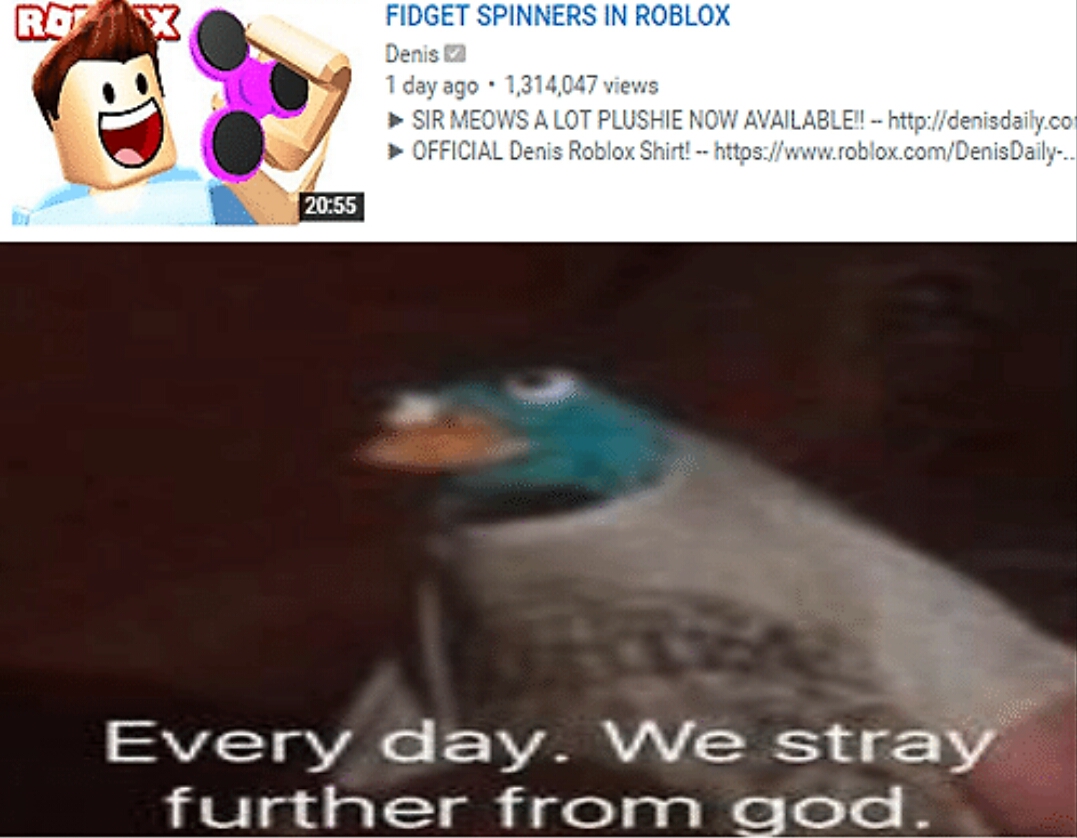 ROBLOX
FIDGET SPINNERS IN ROBLOX
Denis
1 day ago • 1,314,047 views
► SIR MEOWS A LOT PLUSHIE NOW AVAILABLE!! -- http://denisdaily.co
► OFFICIAL Denis Roblox Shirt! -- https://www.roblox.com/DenisDaily-...
20:55
Every day. We stray
further from god.